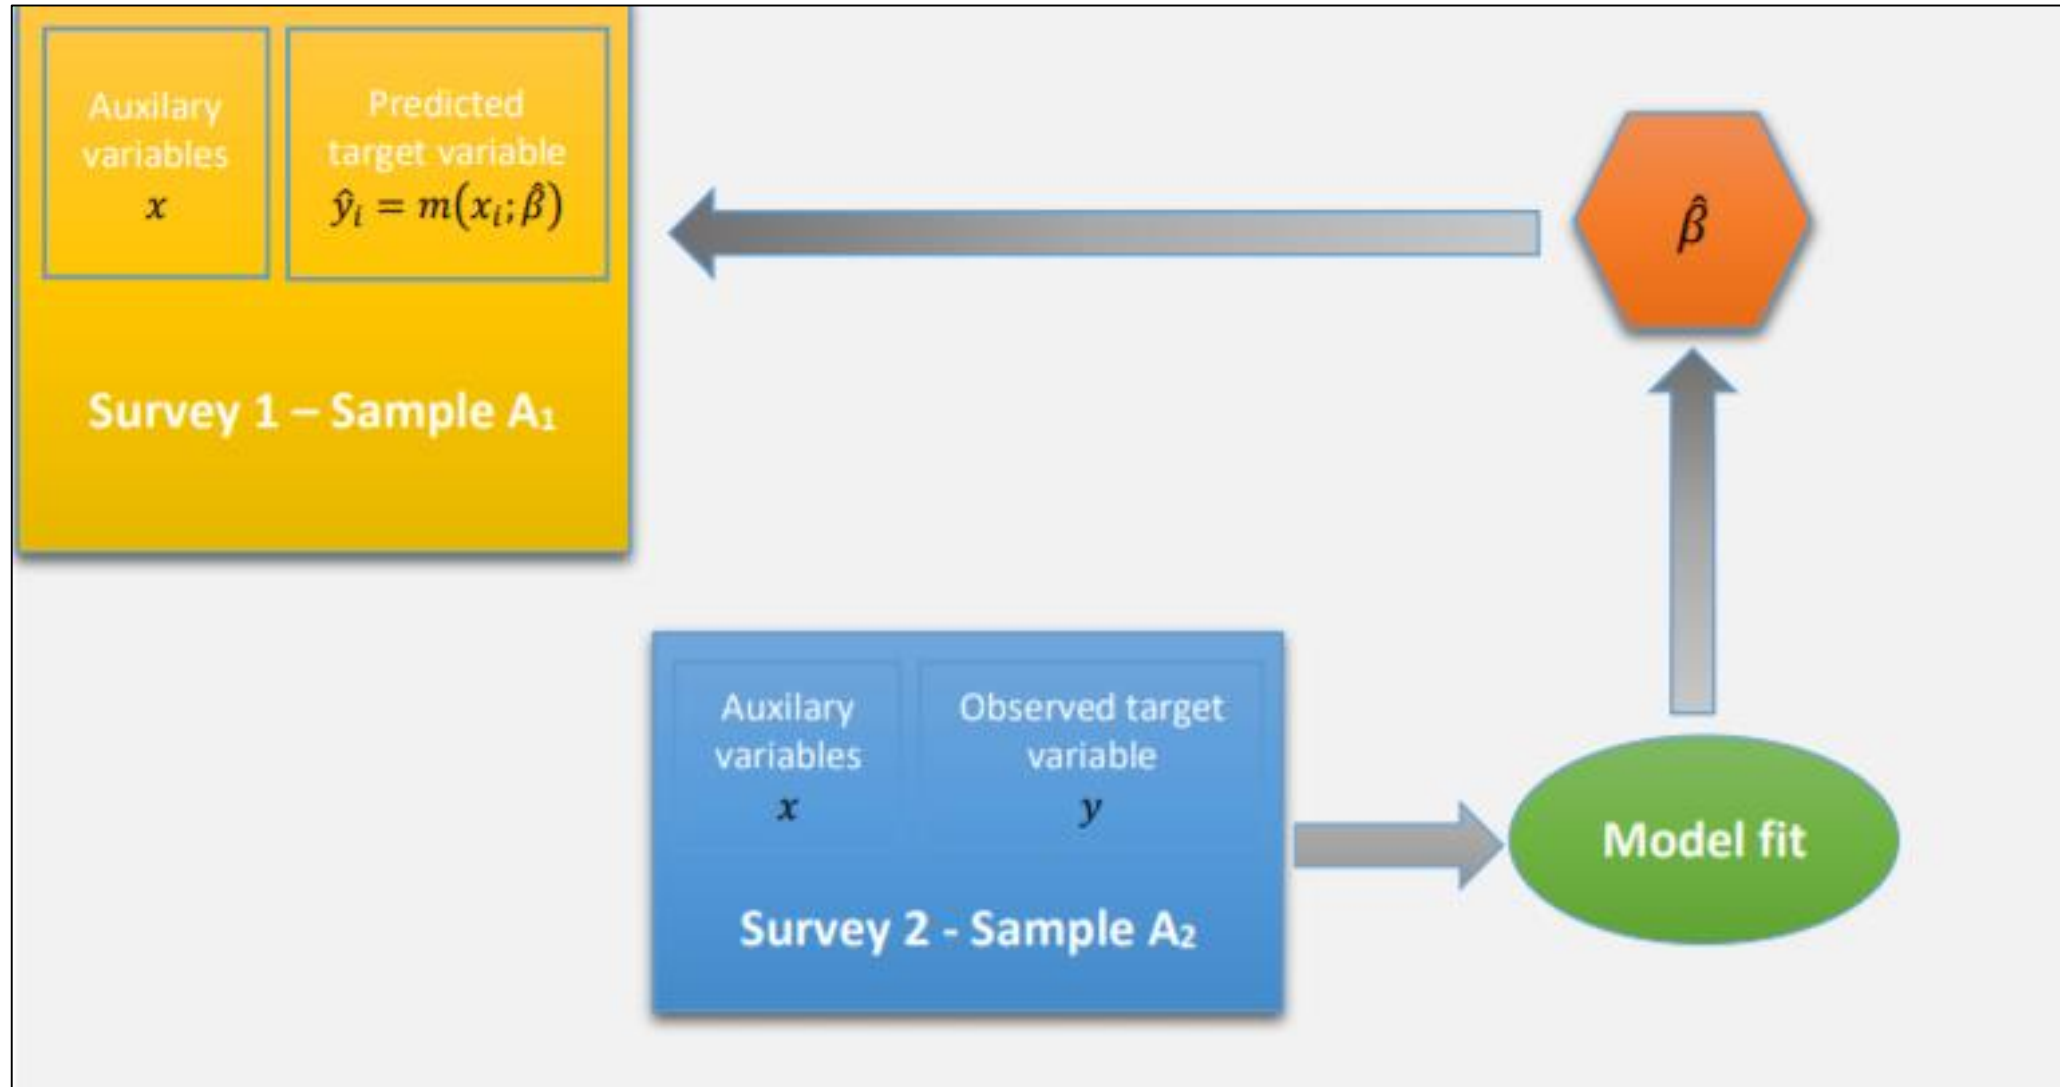 Auxilary
variables
x
Predicted
target variable
ŷᵢ = m(xᵢ; β̂)
Survey 1 – Sample A₁
β̂
Auxilary
variables
x
Observed target
variable
y
Survey 2 - Sample A₂
Model fit